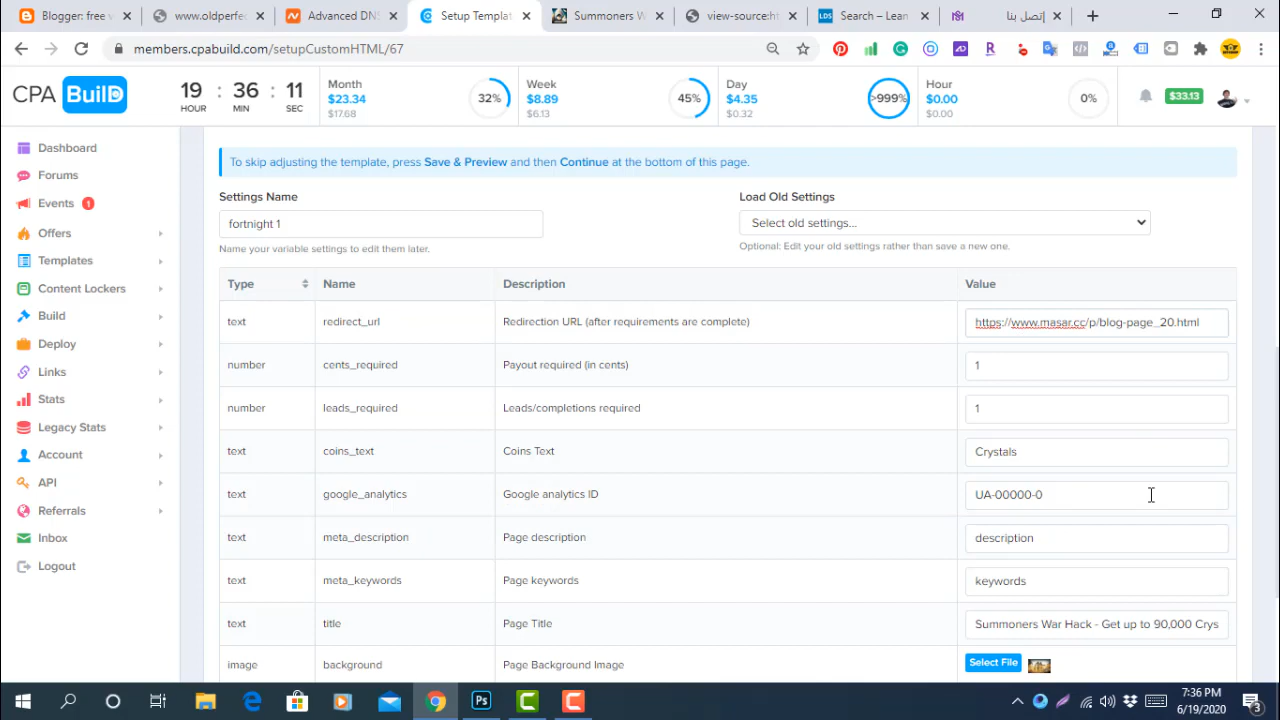 Blogger: free w
www.oldperfec
Advanced DNS
Setup Templat
Summoners W
view-source:ht
Search – Learn
إتصل بنا
members.cpabuild.com/setupCustomHTML/67
CPA BuilD
19 : 36 : 11
HOUR MIN SEC
Month
$23.34
$17.68
32%
Week
$8.89
$6.13
45%
Day
$4.35
$0.32
>999%
Hour
$0.00
$0.00
0%
$33.13
Dashboard
Forums
Events 1
Offers
Templates
Content Lockers
Build
Deploy
Links
Stats
Legacy Stats
Account
API
Referrals
Inbox
Logout
To skip adjusting the template, press Save & Preview and then Continue at the bottom of this page.
Settings Name
fortnight 1
Name your variable settings to edit them later.
Load Old Settings
Select old settings...
Optional: Edit your old settings rather than save a new one.
Type Name Description Value
text redirect_url Redirection URL (after requirements are complete) https://www.masar.cc/p/blog-page_20.html
number cents_required Payout required (in cents) 1
number leads_required Leads/completions required 1
text coins_text Coins Text Crystals
text google_analytics Google analytics ID UA-00000-0
text meta_description Page description description
text meta_keywords Page keywords keywords
text title Page Title Summoners War Hack - Get up to 90,000 Crys
image background Page Background Image Select File
7:36 PM
6/19/2020
3